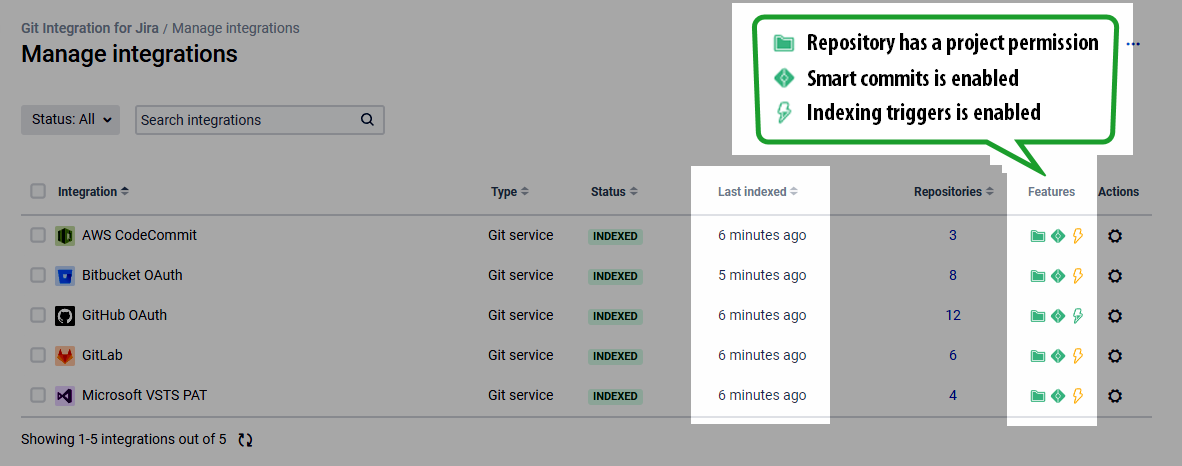 Git Integration for Jira / Manage integrations
Manage integrations
Repository has a project permission
Smart commits is enabled
Indexing triggers is enabled
Status: All
Search integrations
Integration Type Status Last indexed Repositories Features Actions
AWS CodeCommit Git service INDEXED 6 minutes ago 3
Bitbucket OAuth Git service INDEXED 5 minutes ago 8
GitHub OAuth Git service INDEXED 6 minutes ago 12
GitLab Git service INDEXED 6 minutes ago 6
Microsoft VSTS PAT Git service INDEXED 6 minutes ago 4
Showing 1-5 integrations out of 5